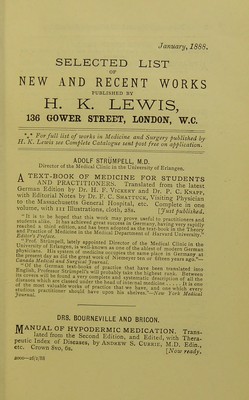 January, 1888.
SELECTED LIST
OF
NEW AND RECENT WORKS
PUBLISHED BY
H. K. LEWIS,
136 GOWER STREET, LONDON, W.C.
*** For full list of works in Medicine and Surgery published by
H. K. Lewis see Complete Catalogue sent post free on application.
ADOLF STRÜMPELL, M.D.
Director of the Medical Clinic in the University of Erlangen.
A TEXT-BOOK OF MEDICINE FOR STUDENTS
AND PRACTITIONERS. Translated from the latest
German Edition by Dr. H. F. VICKERY and Dr. P. C. KNAPP,
with Editorial Notes by Dr. F. C. SHATTUCK, Visiting Physician
to the Massachusetts General Hospital, etc. Complete in one
volume, with 111 Illustrations, cloth, 28s. [Just published.
"It is to be hoped that this work may prove useful to practitioners and
students alike. It has achieved great success in Germany, having very rapidly
reached a third edition, and has been adopted as the text-book in the Theory
and Practice of Medicine in the Medical Department of Harvard University."
Editor's Preface.
"Prof. Strümpell, lately appointed Director of the Medical Clinic in the
University of Erlangen, is well-known as one of the ablest of modern German
physicians. His system of medicine occupies the same place in Germany at
the present day as did the great work of Niemeyer ten or fifteen years ago."—
Canada Medical and Surgical Journal.
"Of the German text-books of practice that have been translated into
English, Professor Strümpell's will probably take the highest rank. Between
its covers will be found a very complete and systematic description of all the
diseases which are classed under the head of internal medicine. . . . It is one
of the most valuable works of practice that we have, and one which every
studious practitioner should have upon his shelves."—New York Medical
Journal.
DRS. BOURNEVILLE AND BRICON.
MANUAL OF HYPODERMIC MEDICATION. Trans-
lated from the Second Edition, and Edited, with Thera-
peutic Index of Diseases, by ANDREW S. CURRIE, M.D. Edin.,
etc. Crown 8vo, 6s. [Now ready.